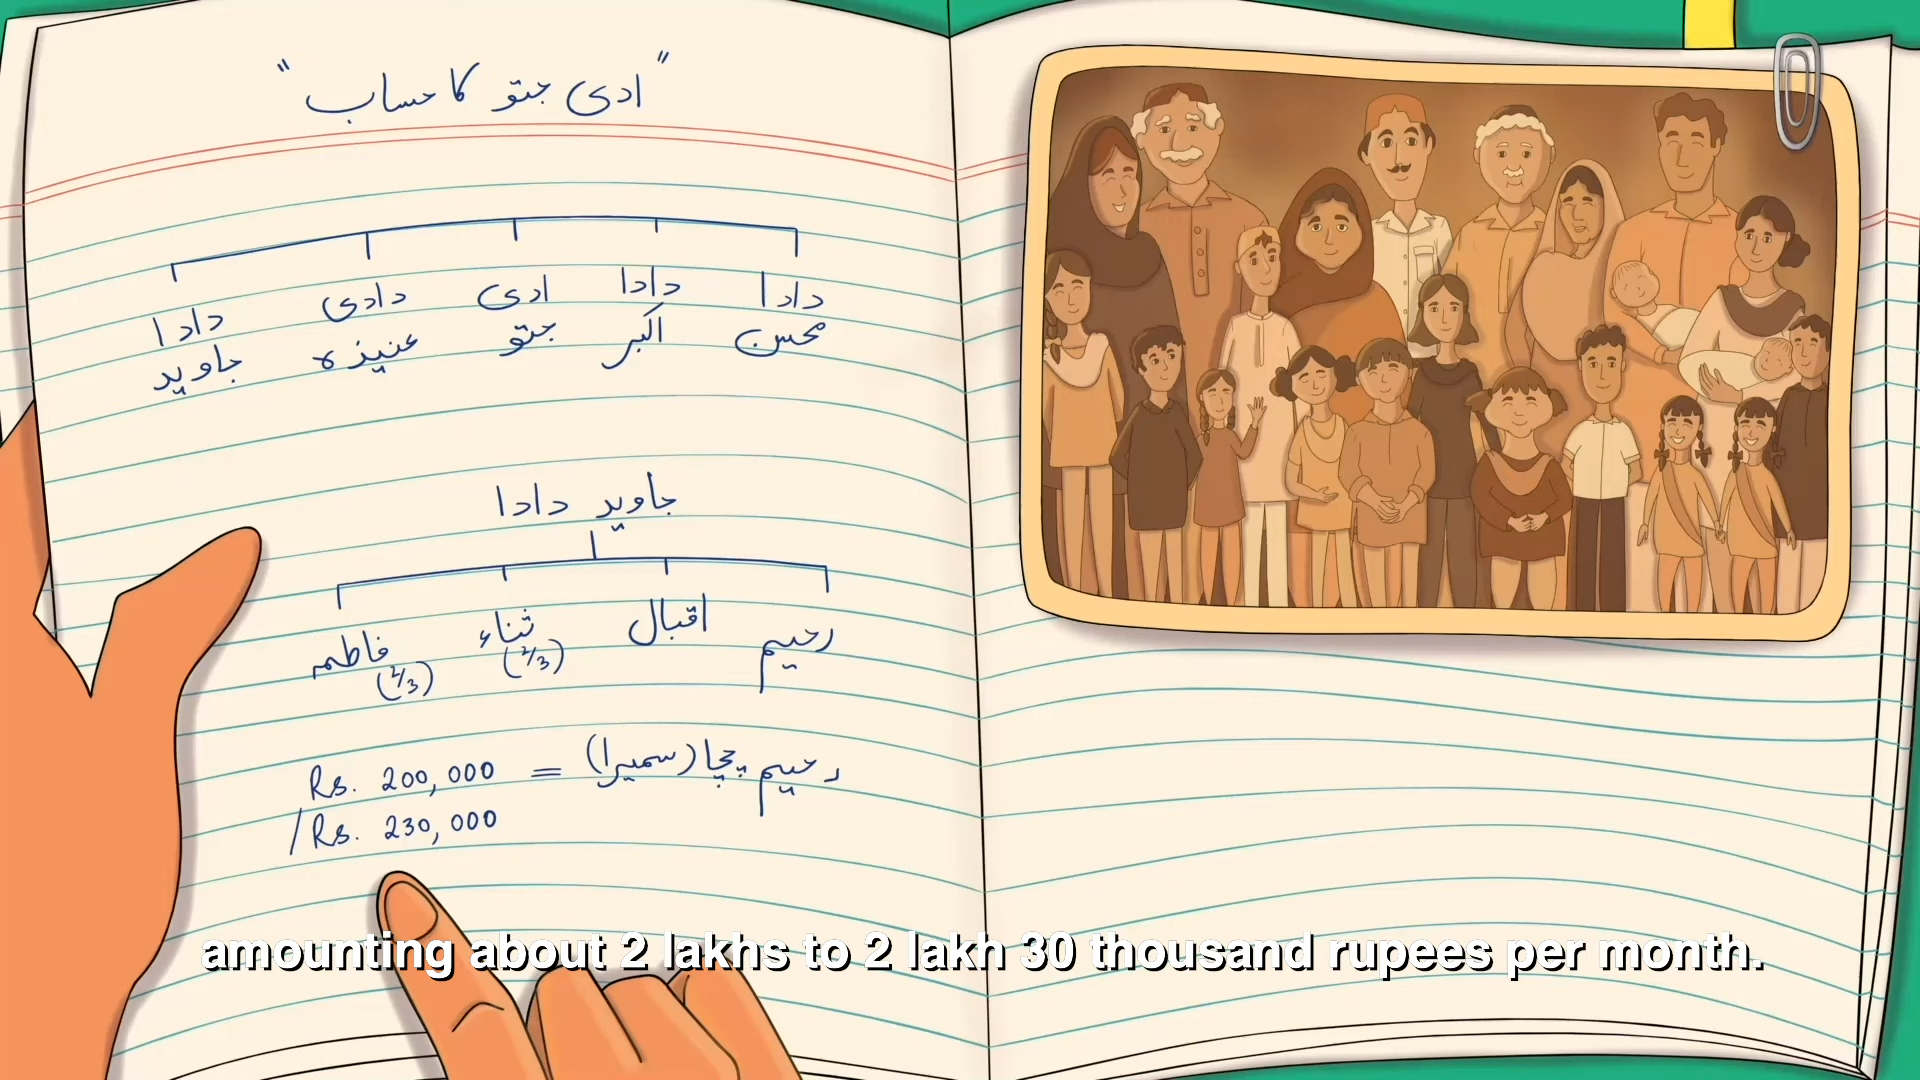 "ادی جنتو کا حساب"
دادا محسن
دادا اکبر
ادی جنتو
دادی عنیزہ
دادا جاوید
جاوید دادا
رحیم
اقبال
ثناء (2/3)
فاطمہ (2/3)
رحیم چچا (سمیرا) = Rs. 200,000
/Rs. 230,000
amounting about 2 lakhs to 2 lakh 30 thousand rupees per month.